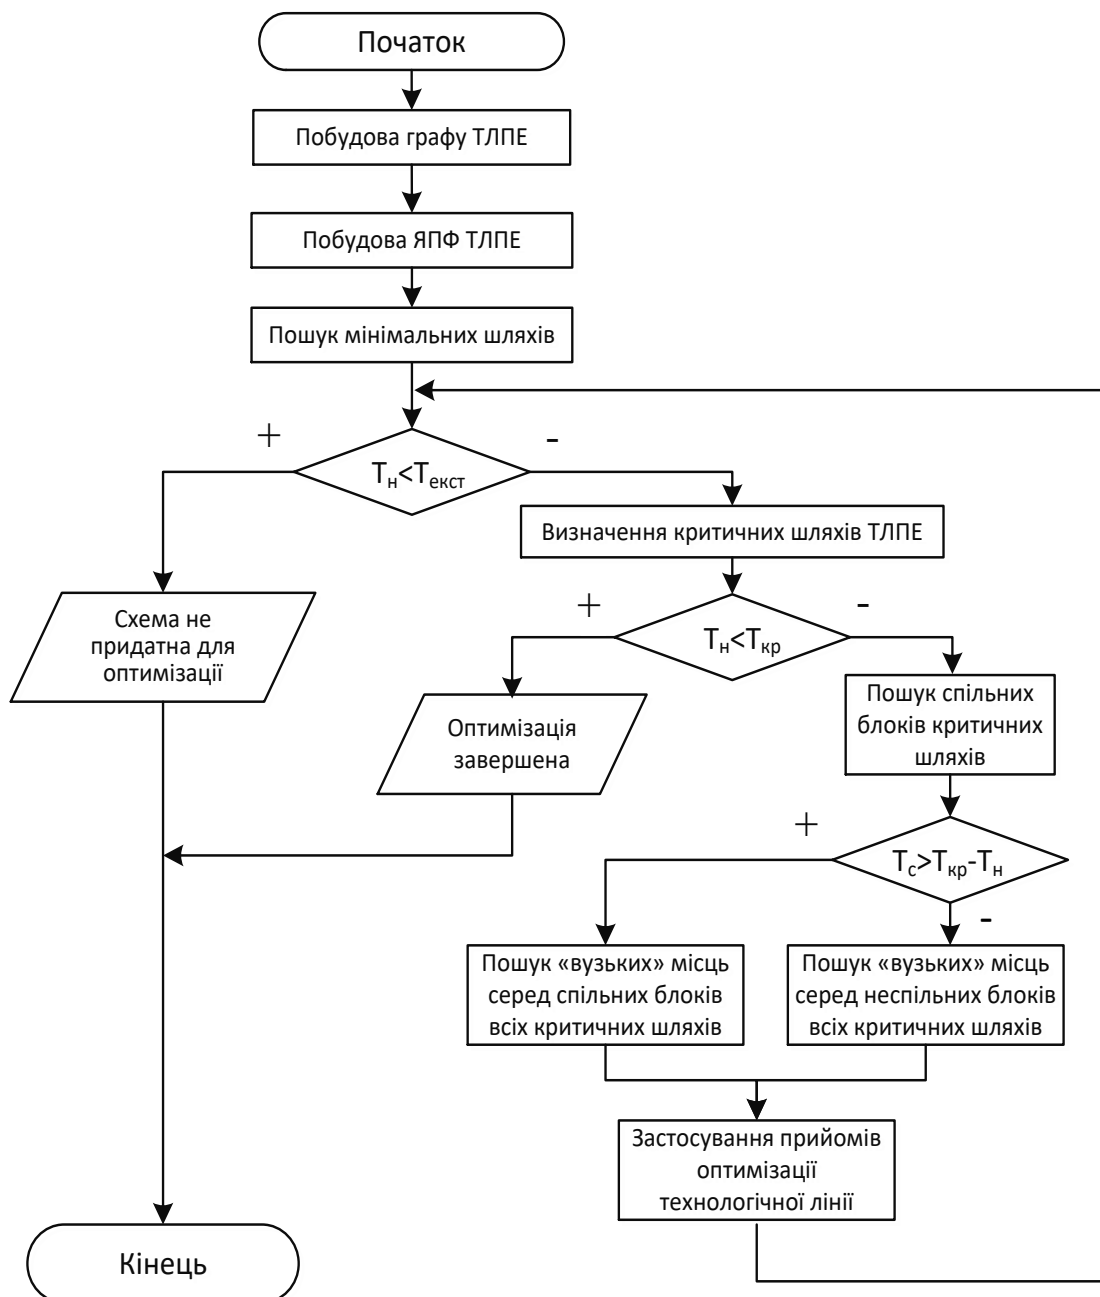 Початок
Побудова графу ТЛПЕ
Побудова ЯПФ ТЛПЕ
Пошук мінімальних шляхів
+
-
Tн<Tекст
Визначення критичних шляхів ТЛПЕ
Схема не
придатна для
оптимізації
+
-
Tн<Tкр
Оптимізація
завершена
Пошук спільних
блоків критичних
шляхів
+
Tс>Tкр-Tн
-
Пошук «вузьких» місць
серед спільних блоків
всіх критичних шляхів
Пошук «вузьких» місць
серед неспільних блоків
всіх критичних шляхів
Застосування прийомів
оптимізації
технологічної лінії
Кінець